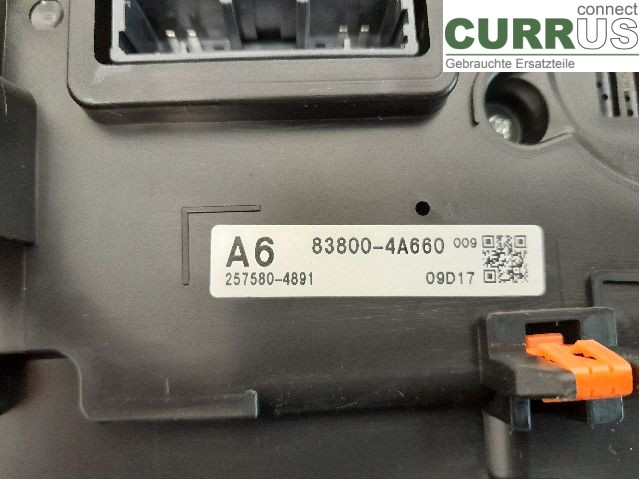 connect
CURRUS
Gebrauchte Ersatzteile
A6 83800-4A660 009
257580-4891 09D17